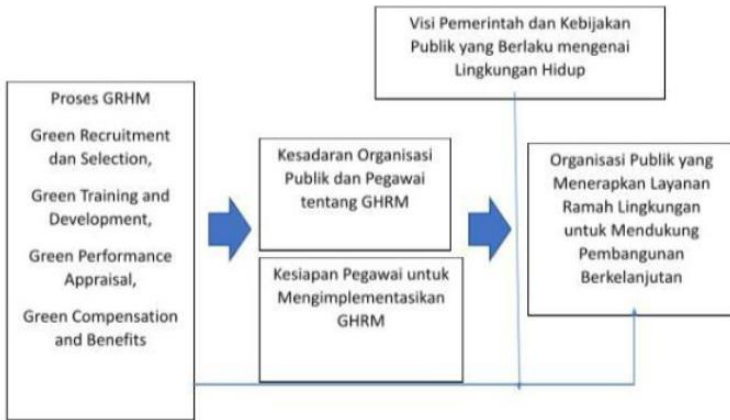 Visi Pemerintah dan Kebijakan
Publik yang Berlaku mengenai
Lingkungan Hidup
Proses GRHM
Green Recruitment
dan Selection,
Green Training and
Development,
Green Performance
Appraisal,
Green Compensation
and Benefits
Kesadaran Organisasi
Publik dan Pegawai
tentang GHRM
Kesiapan Pegawai untuk
Mengimplementasikan
GHRM
Organisasi Publik yang
Menerapkan Layanan
Ramah Lingkungan
untuk Mendukung
Pembangunan
Berkelanjutan